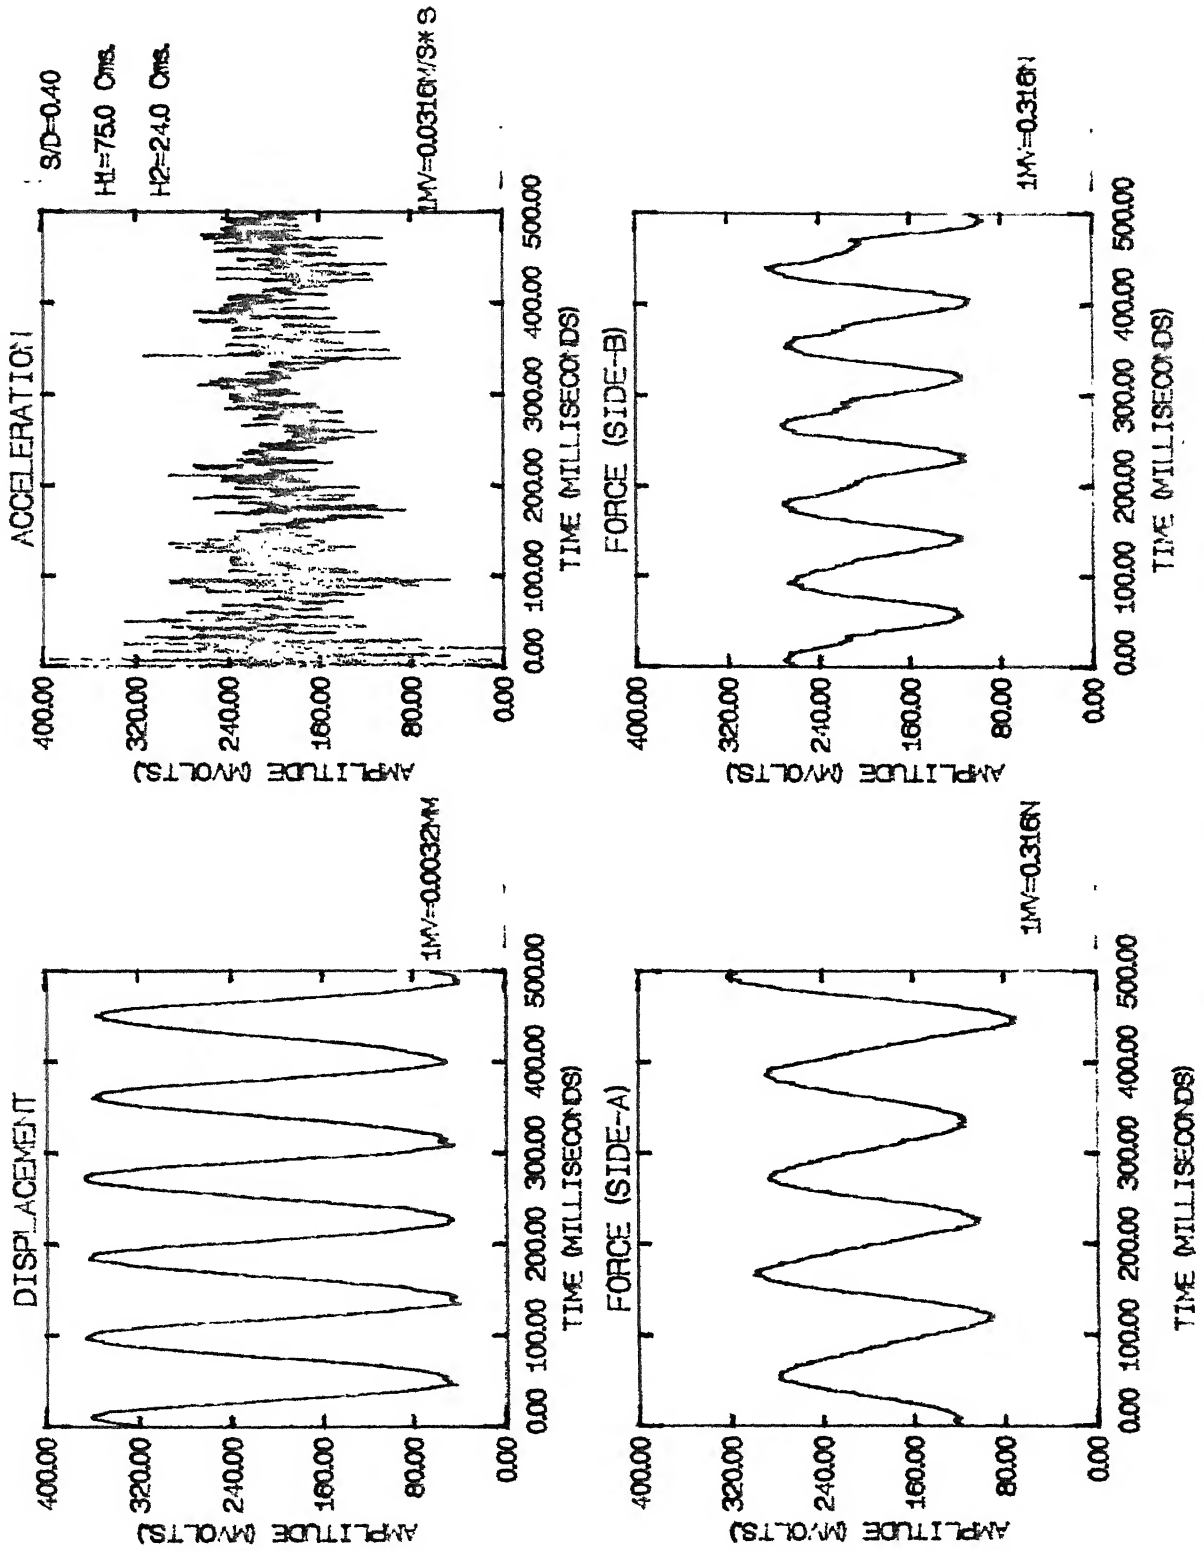 DISPLACEMENT
400.00
320.00
240.00
160.00
80.00
0.00
AMPLITUDE (MVOLTS)
0.00 100.00 200.00 300.00 400.00 500.00
TIME (MILLISECONDS)
1MV=0.0032MM
ACCELERATION
400.00
320.00
240.00
160.00
80.00
0.00
AMPLITUDE (MVOLTS)
0.00 100.00 200.00 300.00 400.00 500.00
TIME (MILLISECONDS)
S/D=0.40
H1=75.0 Cms.
H2=24.0 Cms.
1MV=0.0316M/S*S
FORCE (SIDE-A)
400.00
320.00
240.00
160.00
80.00
0.00
AMPLITUDE (MVOLTS)
0.00 100.00 200.00 300.00 400.00 500.00
TIME (MILLISECONDS)
1MV=0.316N
FORCE (SIDE-B)
400.00
320.00
240.00
160.00
80.00
0.00
AMPLITUDE (MVOLTS)
0.00 100.00 200.00 300.00 400.00 500.00
TIME (MILLISECONDS)
1MV=0.316N